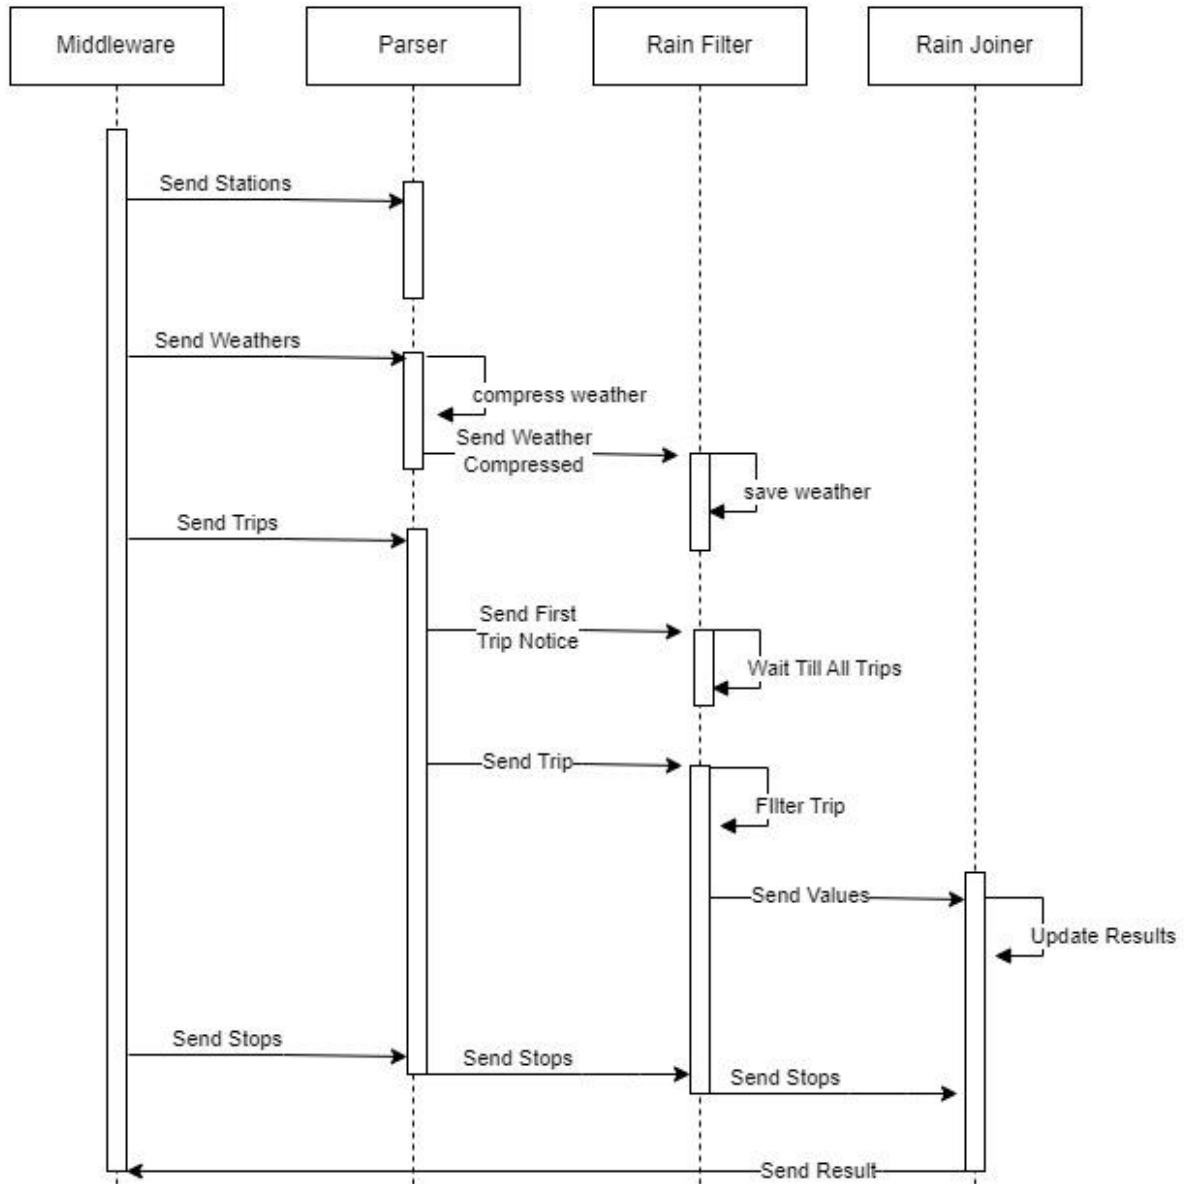 Middleware
Parser
Rain Filter
Rain Joiner
Send Stations
Send Weathers
compress weather
Send Weather
Compressed
save weather
Send Trips
Send First
Trip Notice
Wait Till All Trips
Send Trip
FIlter Trip
Send Values
Update Results
Send Stops
Send Stops
Send Stops
Send Result